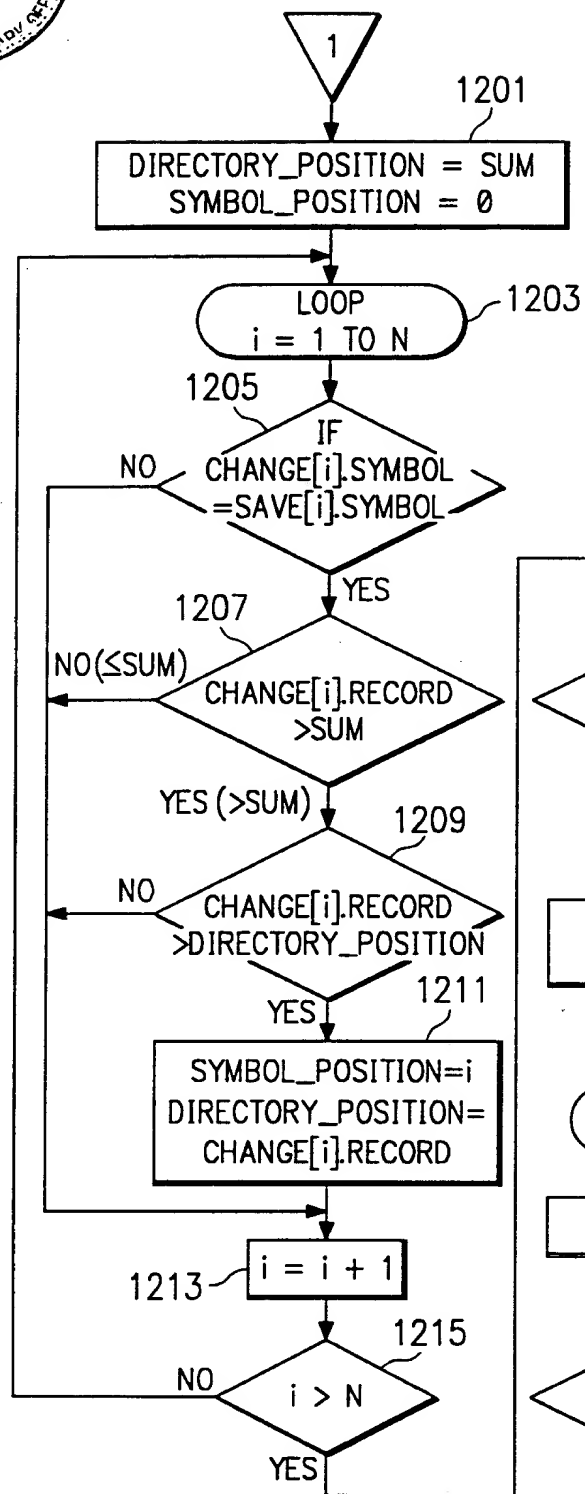 1
1201
DIRECTORY_POSITION = SUM
SYMBOL_POSITION = 0
LOOP
i = 1 TO N
1203
1205
IF
CHANGE[i].SYMBOL
=SAVE[i].SYMBOL
NO
YES
1207
NO(≤SUM)
CHANGE[i].RECORD
>SUM
YES (>SUM)
1209
NO
CHANGE[i].RECORD
>DIRECTORY_POSITION
YES
1211
SYMBOL_POSITION=i
DIRECTORY_POSITION=
CHANGE[i].RECORD
1213
i = i + 1
1215
NO
i > N
YES